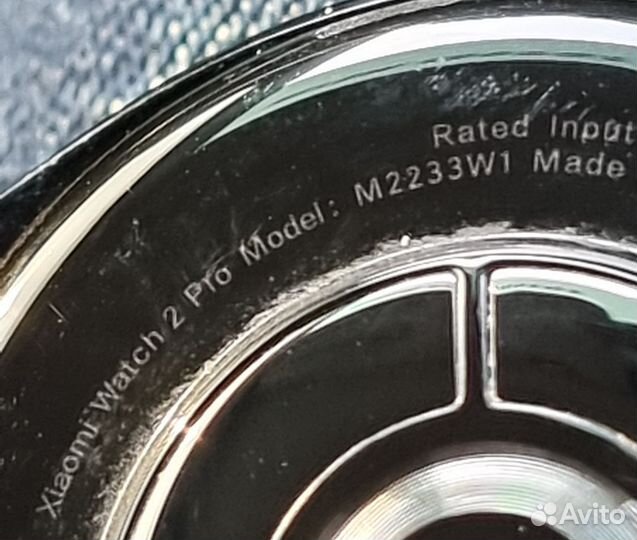 Rated Input
Xiaomi Watch 2 Pro Model: M2233W1 Made
Avito